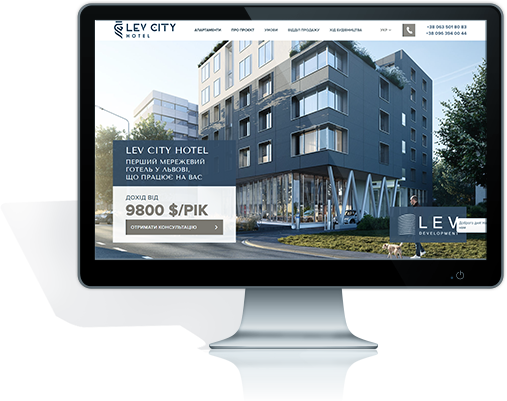 LEV CITY
HOTEL
АПАРТАМЕНТИ ПРО ПРОЕКТ УМОВИ ВІДДІЛ ПРОДАЖУ ХІД БУДІВНИЦТВА УКР
+38 063 501 80 83
+38 096 394 00 44
LEV CITY HOTEL
ПЕРШИЙ МЕРЕЖЕВИЙ
ГОТЕЛЬ У ЛЬВОВІ,
ЩО ПРАЦЮЄ НА ВАС
ДОХІД ВІД
9800 $/РІК
ОТРИМАТИ КОНСУЛЬТАЦІЮ
LEV
DEVELOPMENT